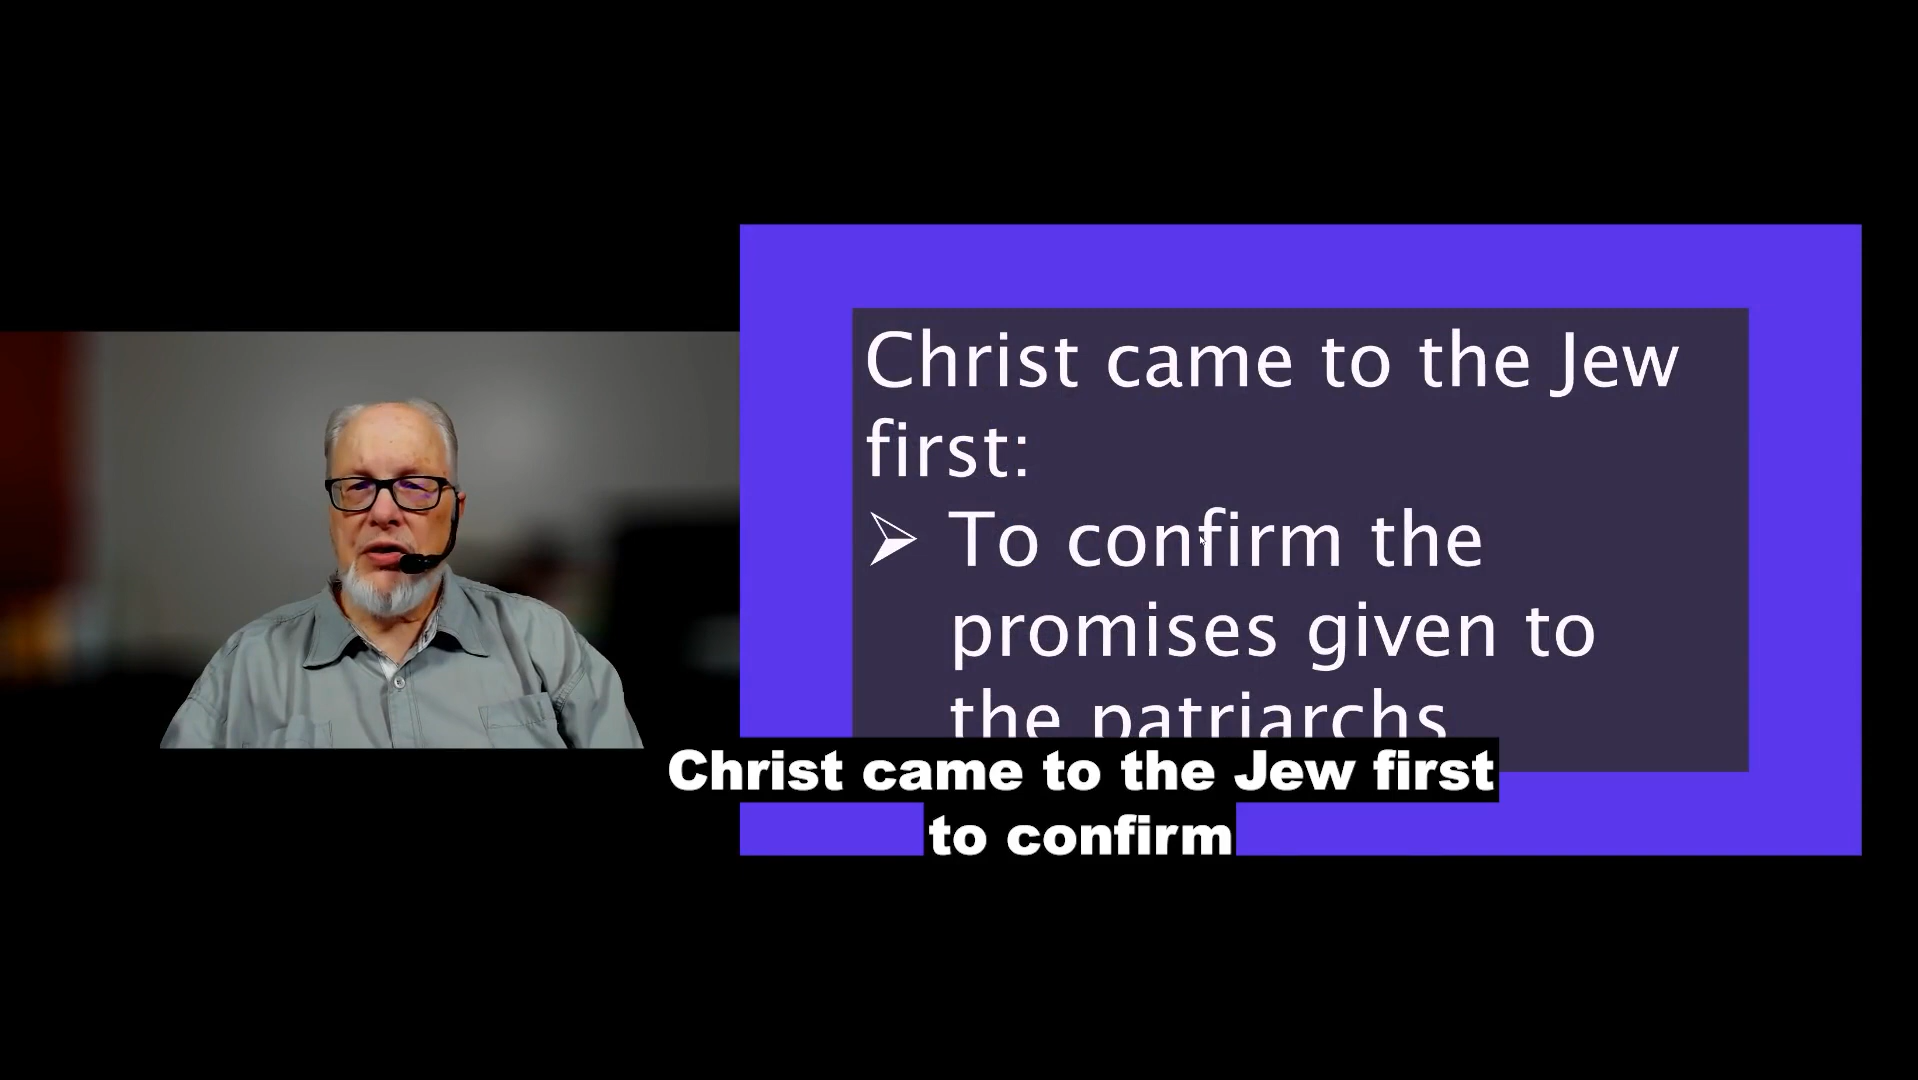 Christ came to the Jew
first:
➢ To confirm the
promises given to
the patriarchs
Christ came to the Jew first
to confirm